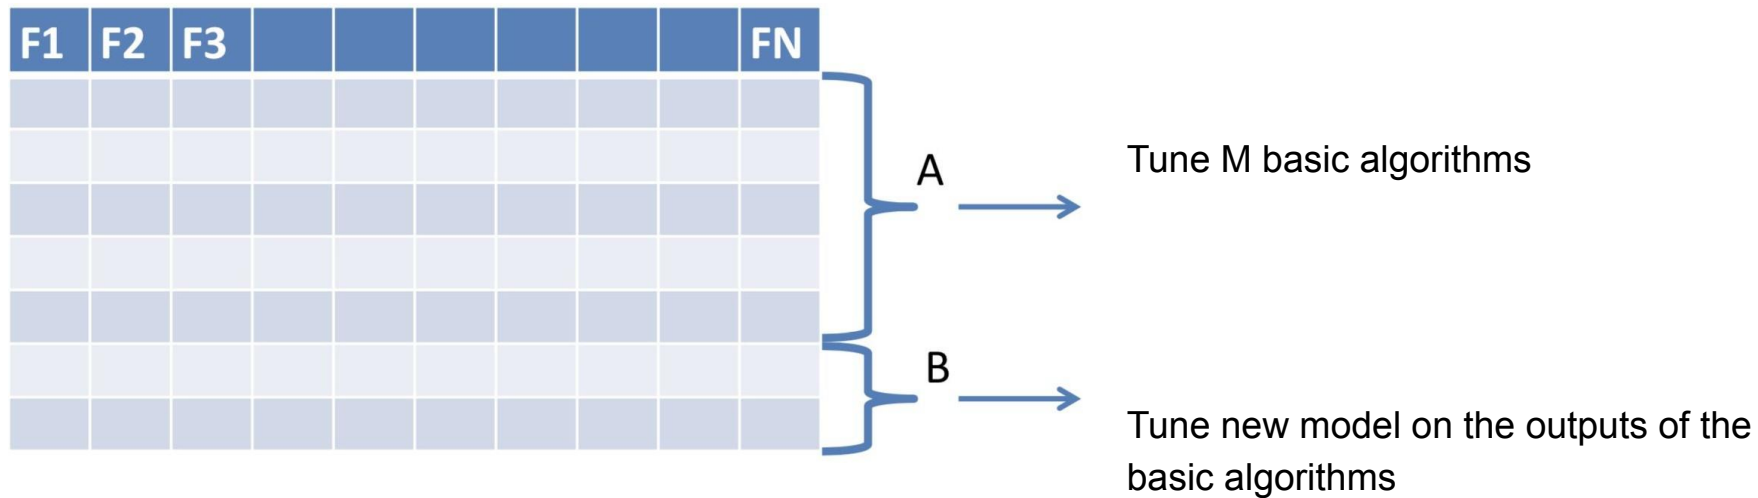 F1 F2 F3 FN
A
Tune M basic algorithms
B
Tune new model on the outputs of the
basic algorithms